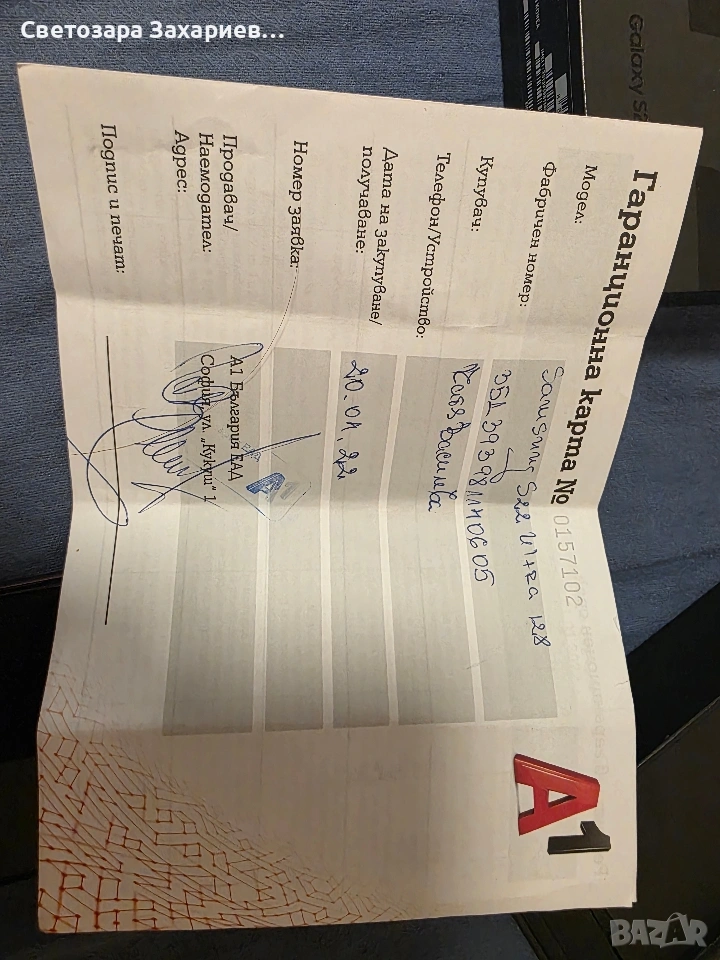 Светозара Захариев...
Galaxy S2
Гаранционна карта № 0157102
Модел: Samsung S22 Ultra 128
Фабричен номер:
Купувач:
Телефон/Устройство:
Дата на закупуване/
получаване: 20.01.22
Номер заявка:
Продавач/
Наемодател: А1 България ЕАД
Адрес: София, ул. „Кукуш“ 1
Подпис и печат:
A1
BAZAR